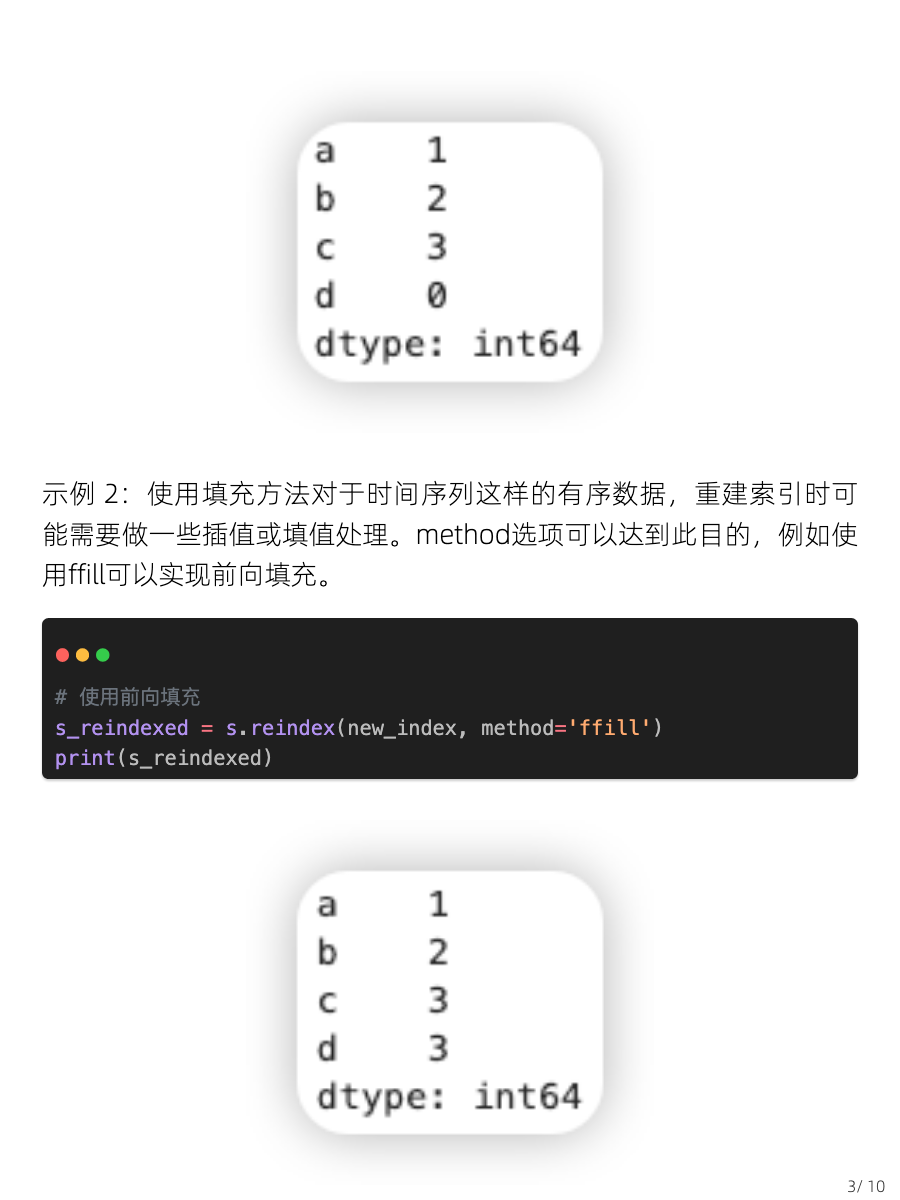 a 1
b 2
c 3
d 0
dtype: int64
示例 2：使用填充方法对于时间序列这样的有序数据，重建索引时可
能需要做一些插值或填值处理。method选项可以达到此目的，例如使
用ffill可以实现前向填充。
# 使用前向填充
s_reindexed = s.reindex(new_index, method='ffill')
print(s_reindexed)
a 1
b 2
c 3
d 3
dtype: int64
3/ 10